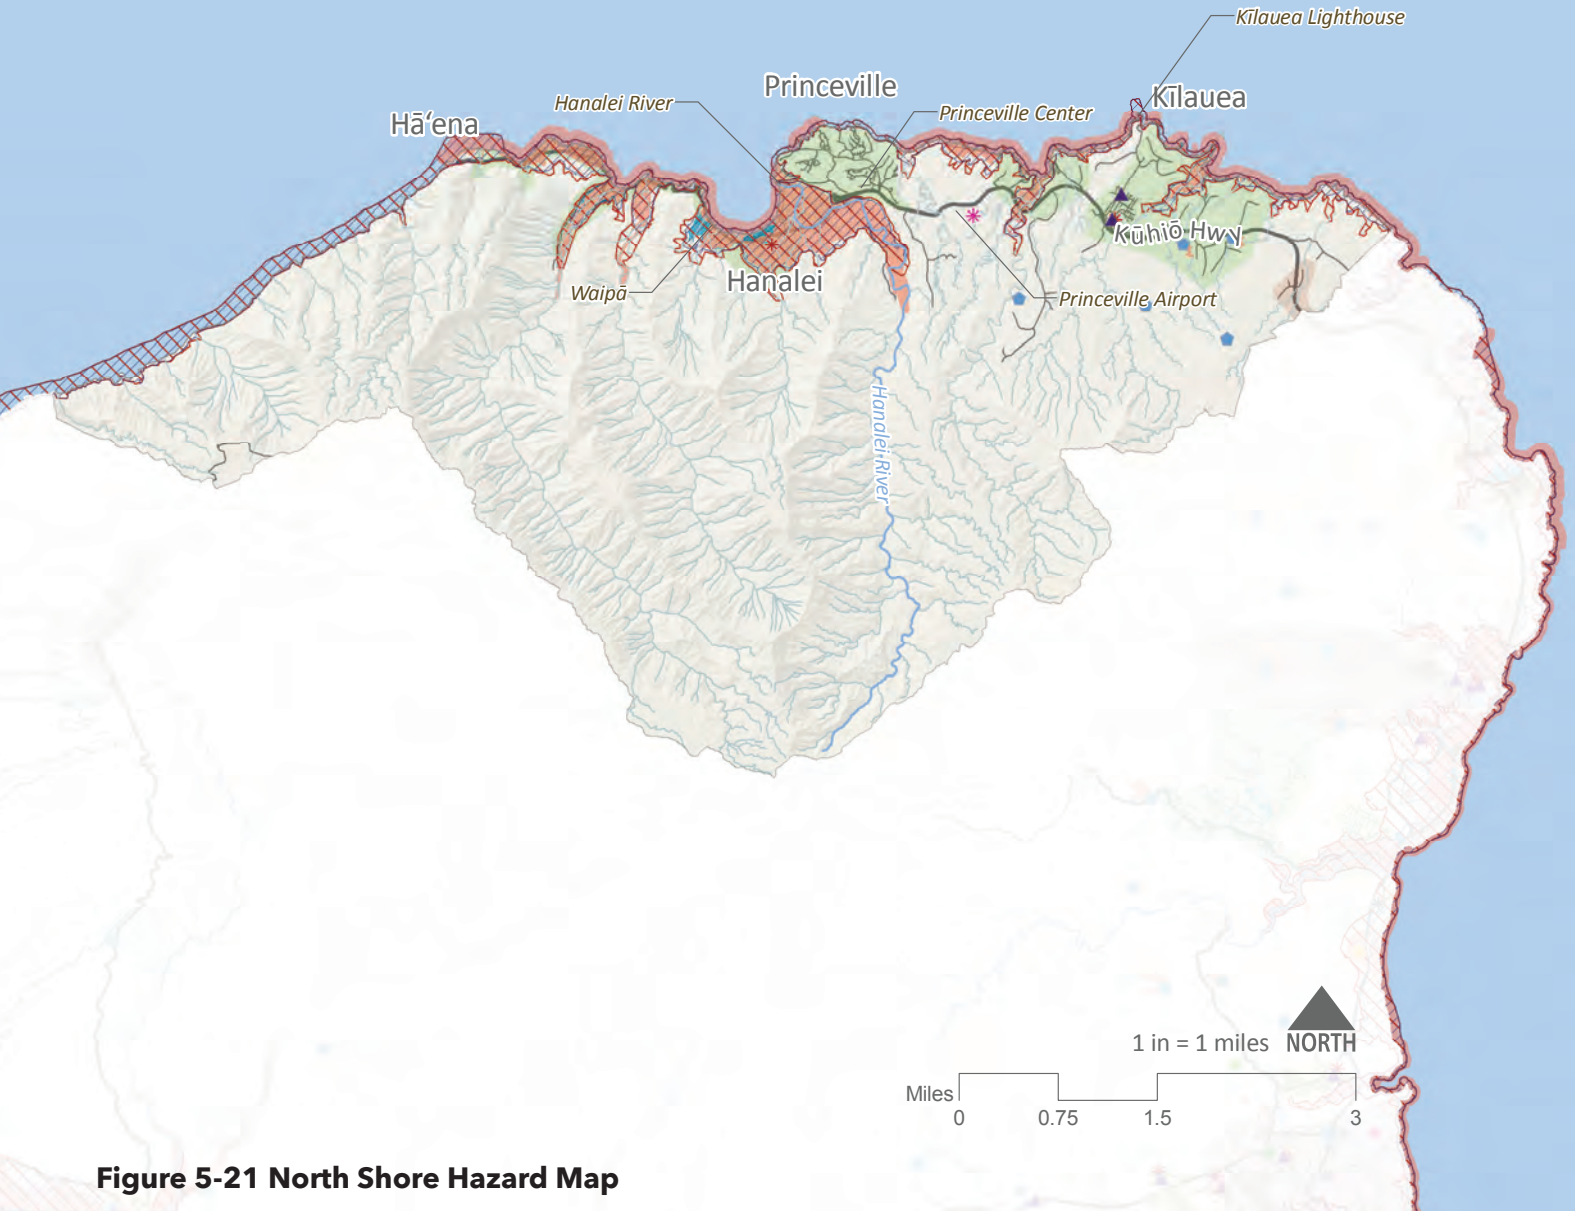 Kīlauea Lighthouse
Princeville
Kīlauea
Hanalei River
Princeville Center
Hāʻena
Kūhiō Hwy
Hanalei
Waipā
Princeville Airport
Hanalei River
1 in = 1 miles
NORTH
Miles
0 0.75 1.5 3
Figure 5-21 North Shore Hazard Map